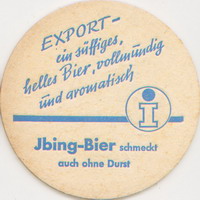 EXPORT-
ein süffiges,
helles Bier, vollmundig
und aromatisch
i
Jbing-Bier schmeckt
auch ohne Durst